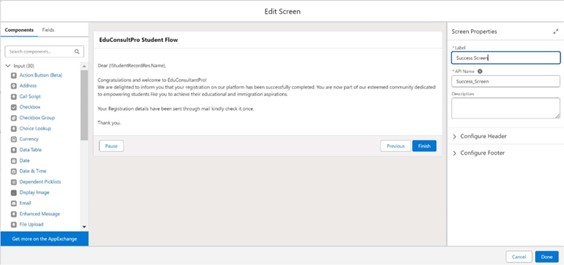 Edit Screen
Components
Fields
Search components...
Input (30)
Action Button (Beta)
Address
Call Script
Checkbox
Checkbox Group
Choice Lookup
Currency
Data Table
Date
Date & Time
Dependent Picklists
Display Image
Email
Enhanced Message
File Upload
Get more on the AppExchange
EduConsultPro Student Flow
Dear {!StudentRecordRes.Name},
Congratulations and welcome to EduConsultantPro!
We are delighted to inform you that your registration on our platform has been successfully completed. You are now part of our esteemed community dedicated
to empowering students like you to achieve their educational and immigration aspirations.
Your Registration details have been sent through mail kindly check it once.
Thank you.
Pause
Previous
Finish
Screen Properties
* Label
Success Screen
* API Name
Success_Screen
Description
Configure Header
Configure Footer
Cancel
Done